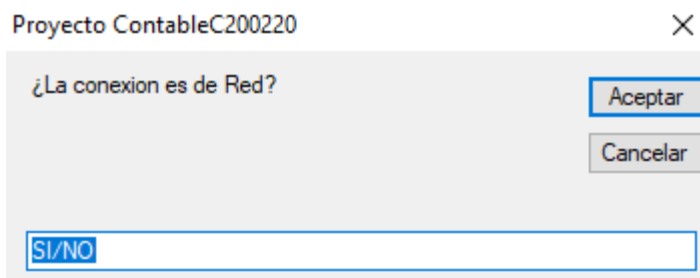 Proyecto ContableC200220
¿La conexion es de Red?
Aceptar
Cancelar
SI/NO